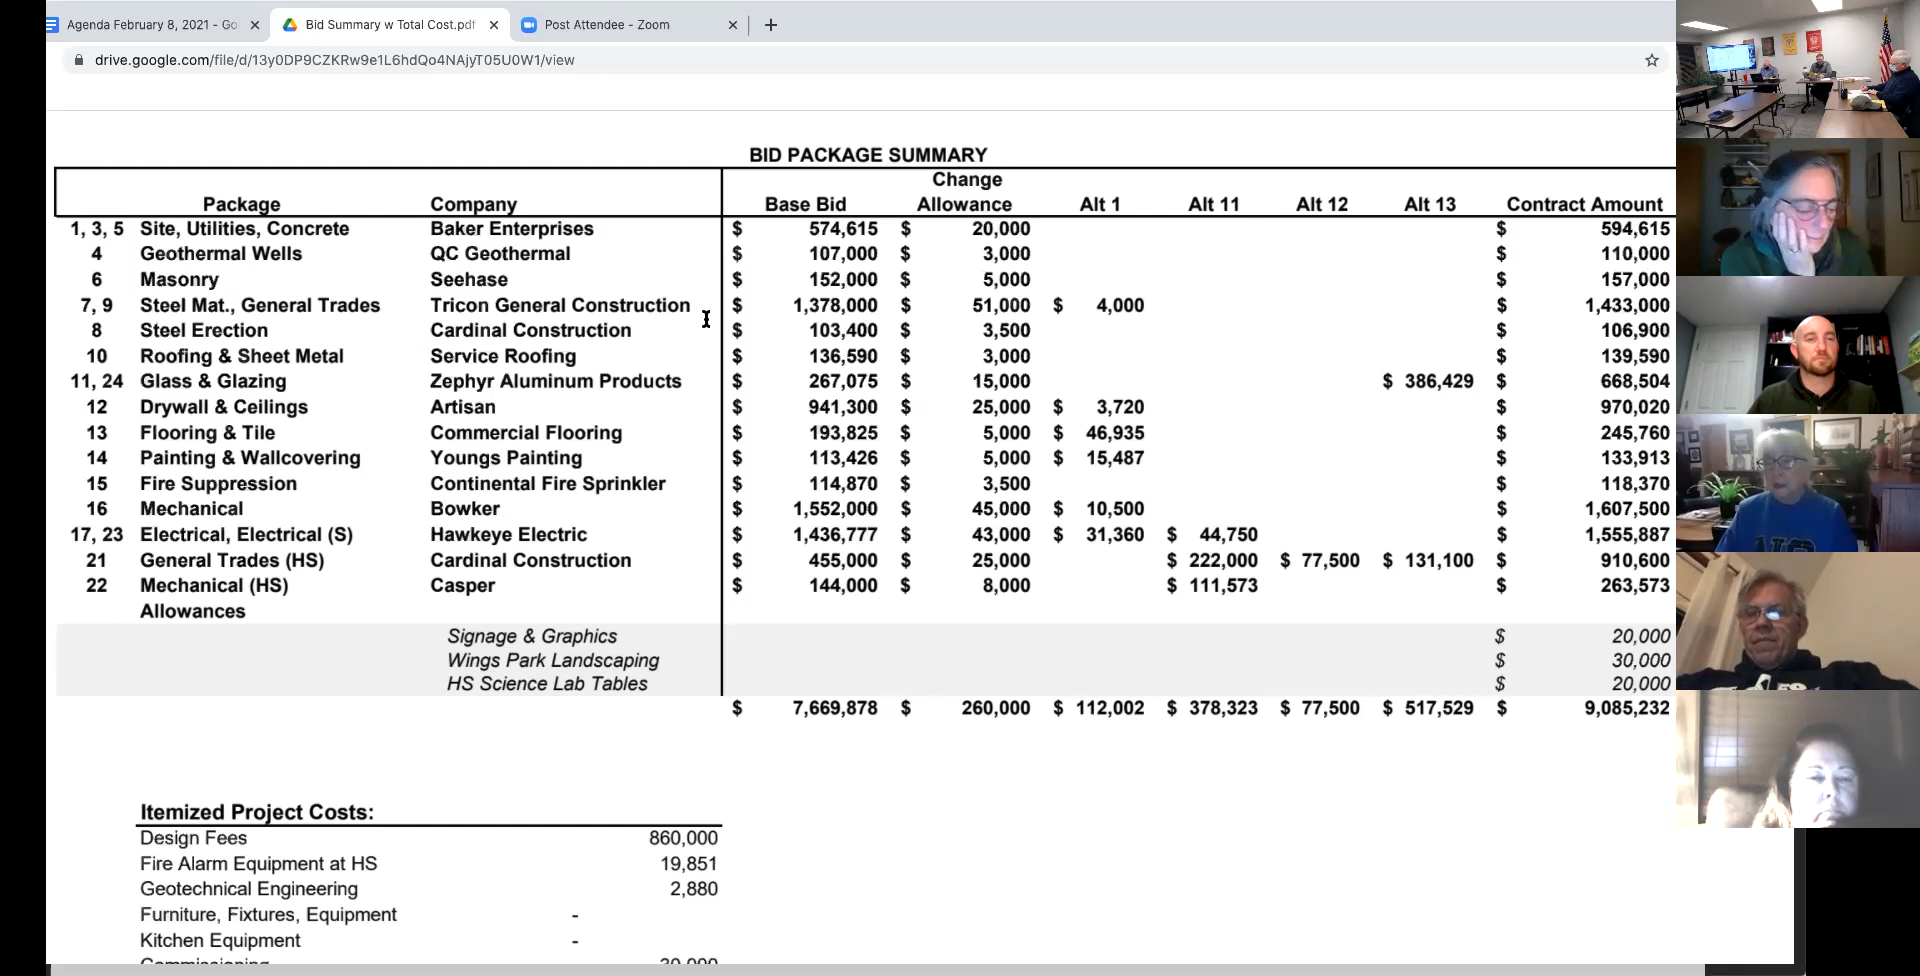 Agenda February 8, 2021 - Go
Bid Summary w Total Cost.pdf
Post Attendee - Zoom
drive.google.com/file/d/13y0DP9CZKRw9e1L6hdQo4NAjyT05U0W1/view
BID PACKAGE SUMMARY
Change
Package Company Base Bid Allowance Alt 1 Alt 11 Alt 12 Alt 13 Contract Amount
1, 3, 5 Site, Utilities, Concrete Baker Enterprises $ 574,615 $ 20,000 $ 594,615
4 Geothermal Wells QC Geothermal $ 107,000 $ 3,000 $ 110,000
6 Masonry Seehase $ 152,000 $ 5,000 $ 157,000
7, 9 Steel Mat., General Trades Tricon General Construction $ 1,378,000 $ 51,000 $ 4,000 $ 1,433,000
8 Steel Erection Cardinal Construction $ 103,400 $ 3,500 $ 106,900
10 Roofing & Sheet Metal Service Roofing $ 136,590 $ 3,000 $ 139,590
11, 24 Glass & Glazing Zephyr Aluminum Products $ 267,075 $ 15,000 $ 386,429 $ 668,504
12 Drywall & Ceilings Artisan $ 941,300 $ 25,000 $ 3,720 $ 970,020
13 Flooring & Tile Commercial Flooring $ 193,825 $ 5,000 $ 46,935 $ 245,760
14 Painting & Wallcovering Youngs Painting $ 113,426 $ 5,000 $ 15,487 $ 133,913
15 Fire Suppression Continental Fire Sprinkler $ 114,870 $ 3,500 $ 118,370
16 Mechanical Bowker $ 1,552,000 $ 45,000 $ 10,500 $ 1,607,500
17, 23 Electrical, Electrical (S) Hawkeye Electric $ 1,436,777 $ 43,000 $ 31,360 $ 44,750 $ 1,555,887
21 General Trades (HS) Cardinal Construction $ 455,000 $ 25,000 $ 222,000 $ 77,500 $ 131,100 $ 910,600
22 Mechanical (HS) Casper $ 144,000 $ 8,000 $ 111,573 $ 263,573
Allowances
Signage & Graphics $ 20,000
Wings Park Landscaping $ 30,000
HS Science Lab Tables $ 20,000
$ 7,669,878 $ 260,000 $ 112,002 $ 378,323 $ 77,500 $ 517,529 $ 9,085,232
Itemized Project Costs:
Design Fees 860,000
Fire Alarm Equipment at HS 19,851
Geotechnical Engineering 2,880
Furniture, Fixtures, Equipment -
Kitchen Equipment -
Commissioning 30,000